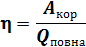 η = Aкор / Qповна